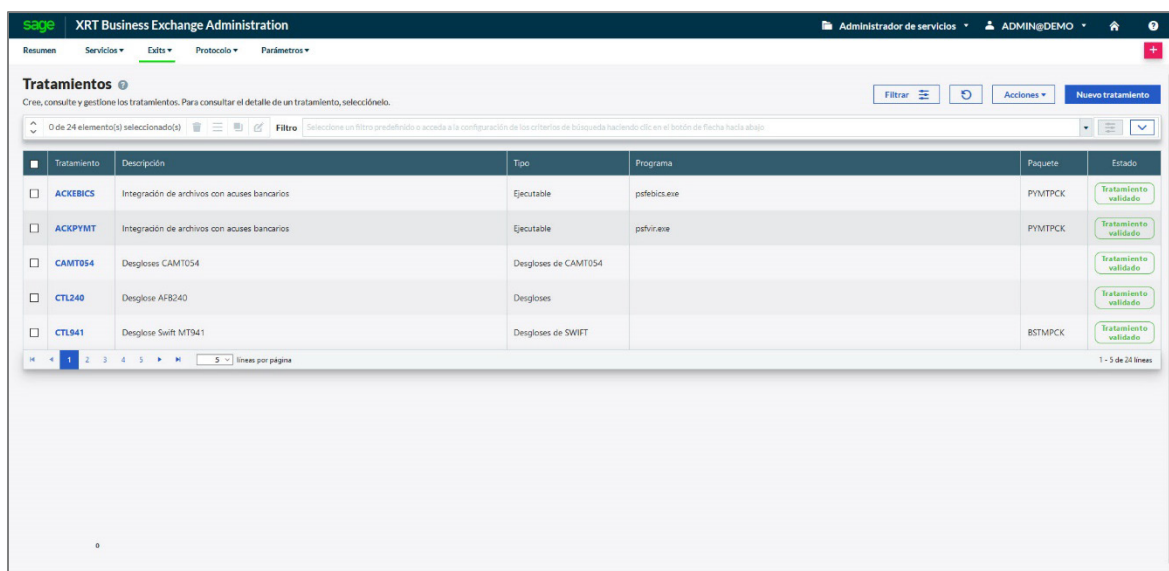 sage XRT Business Exchange Administration Administrador de servicios ADMIN@DEMO
Resumen Servicios Exits Protocolo Parámetros
Tratamientos
Cree, consulte y gestione los tratamientos. Para consultar el detalle de un tratamiento, selecciónelo.
Filtrar Acciones Nuevo tratamiento
0 de 24 elemento(s) seleccionado(s) Filtro Seleccione un filtro predefinido o acceda a la configuración de los criterios de búsqueda haciendo clic en el botón de flecha hacia abajo
Tratamiento Descripción Tipo Programa Paquete Estado
ACKEBICS Integración de archivos con acuses bancarios Ejecutable psfebics.exe PYMTPCK Tratamiento validado
ACKPYMT Integración de archivos con acuses bancarios Ejecutable psfvir.exe PYMTPCK Tratamiento validado
CAMT054 Desgloses CAMT054 Desgloses de CAMT054 Tratamiento validado
CTL240 Desglose AFB240 Desgloses Tratamiento validado
CTL941 Desglose Swift MT941 Desgloses de SWIFT BSTMPCK Tratamiento validado
1 2 3 4 5 5 líneas por página 1 - 5 de 24 líneas
0